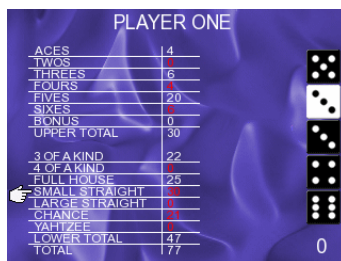 PLAYER ONE
ACES 4
TWOS 0
THREES 6
FOURS 4
FIVES 20
SIXES 6
BONUS 0
UPPER TOTAL 30
3 OF A KIND 22
4 OF A KIND 0
FULL HOUSE 25
SMALL STRAIGHT 30
LARGE STRAIGHT 0
CHANCE 21
YAHTZEE 0
LOWER TOTAL 47
TOTAL 77
0